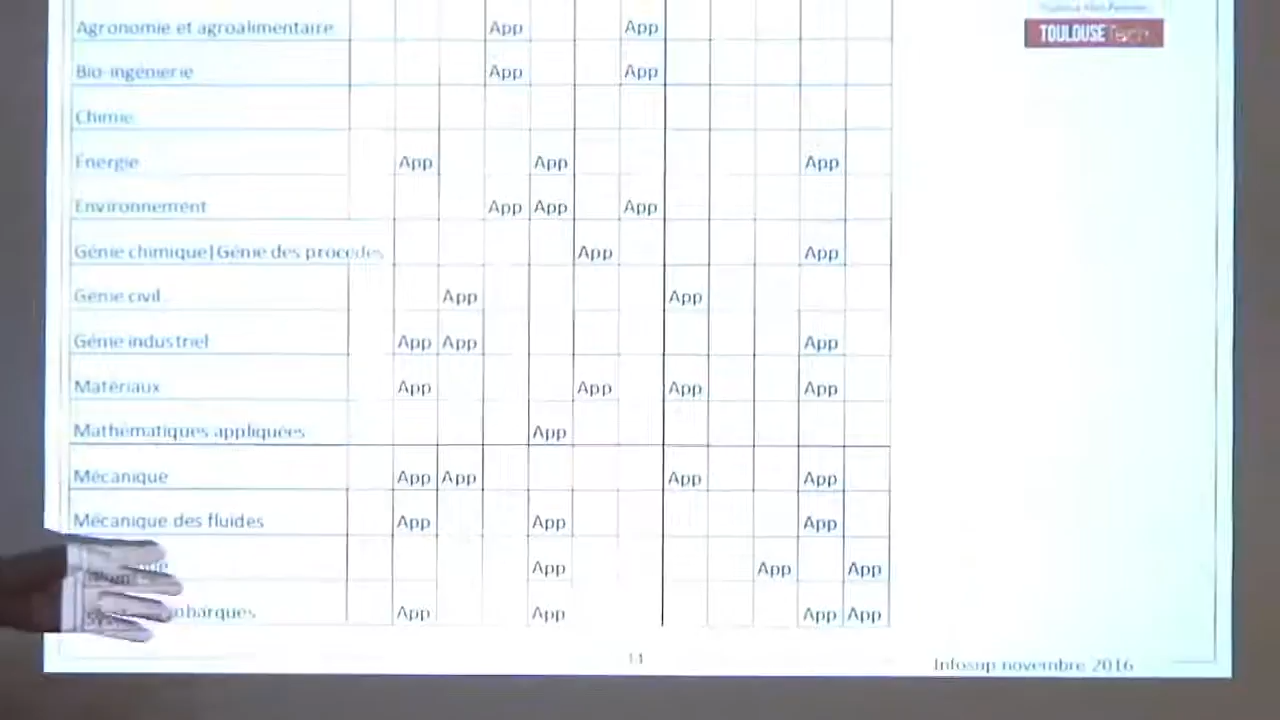 TOULOUSE Tech
Agronomie et agroalimentaire App App
Bio-ingénierie App App
Chimie
Énergie App App App
Environnement App App App
Génie chimique|Génie des procédés App App
Génie civil App App
Génie industriel App App App
Matériaux App App App App
Mathématiques appliquées App
Mécanique App App App App
Mécanique des fluides App App App
App App App
embarqués App App App App
11
Infosup novembre 2016